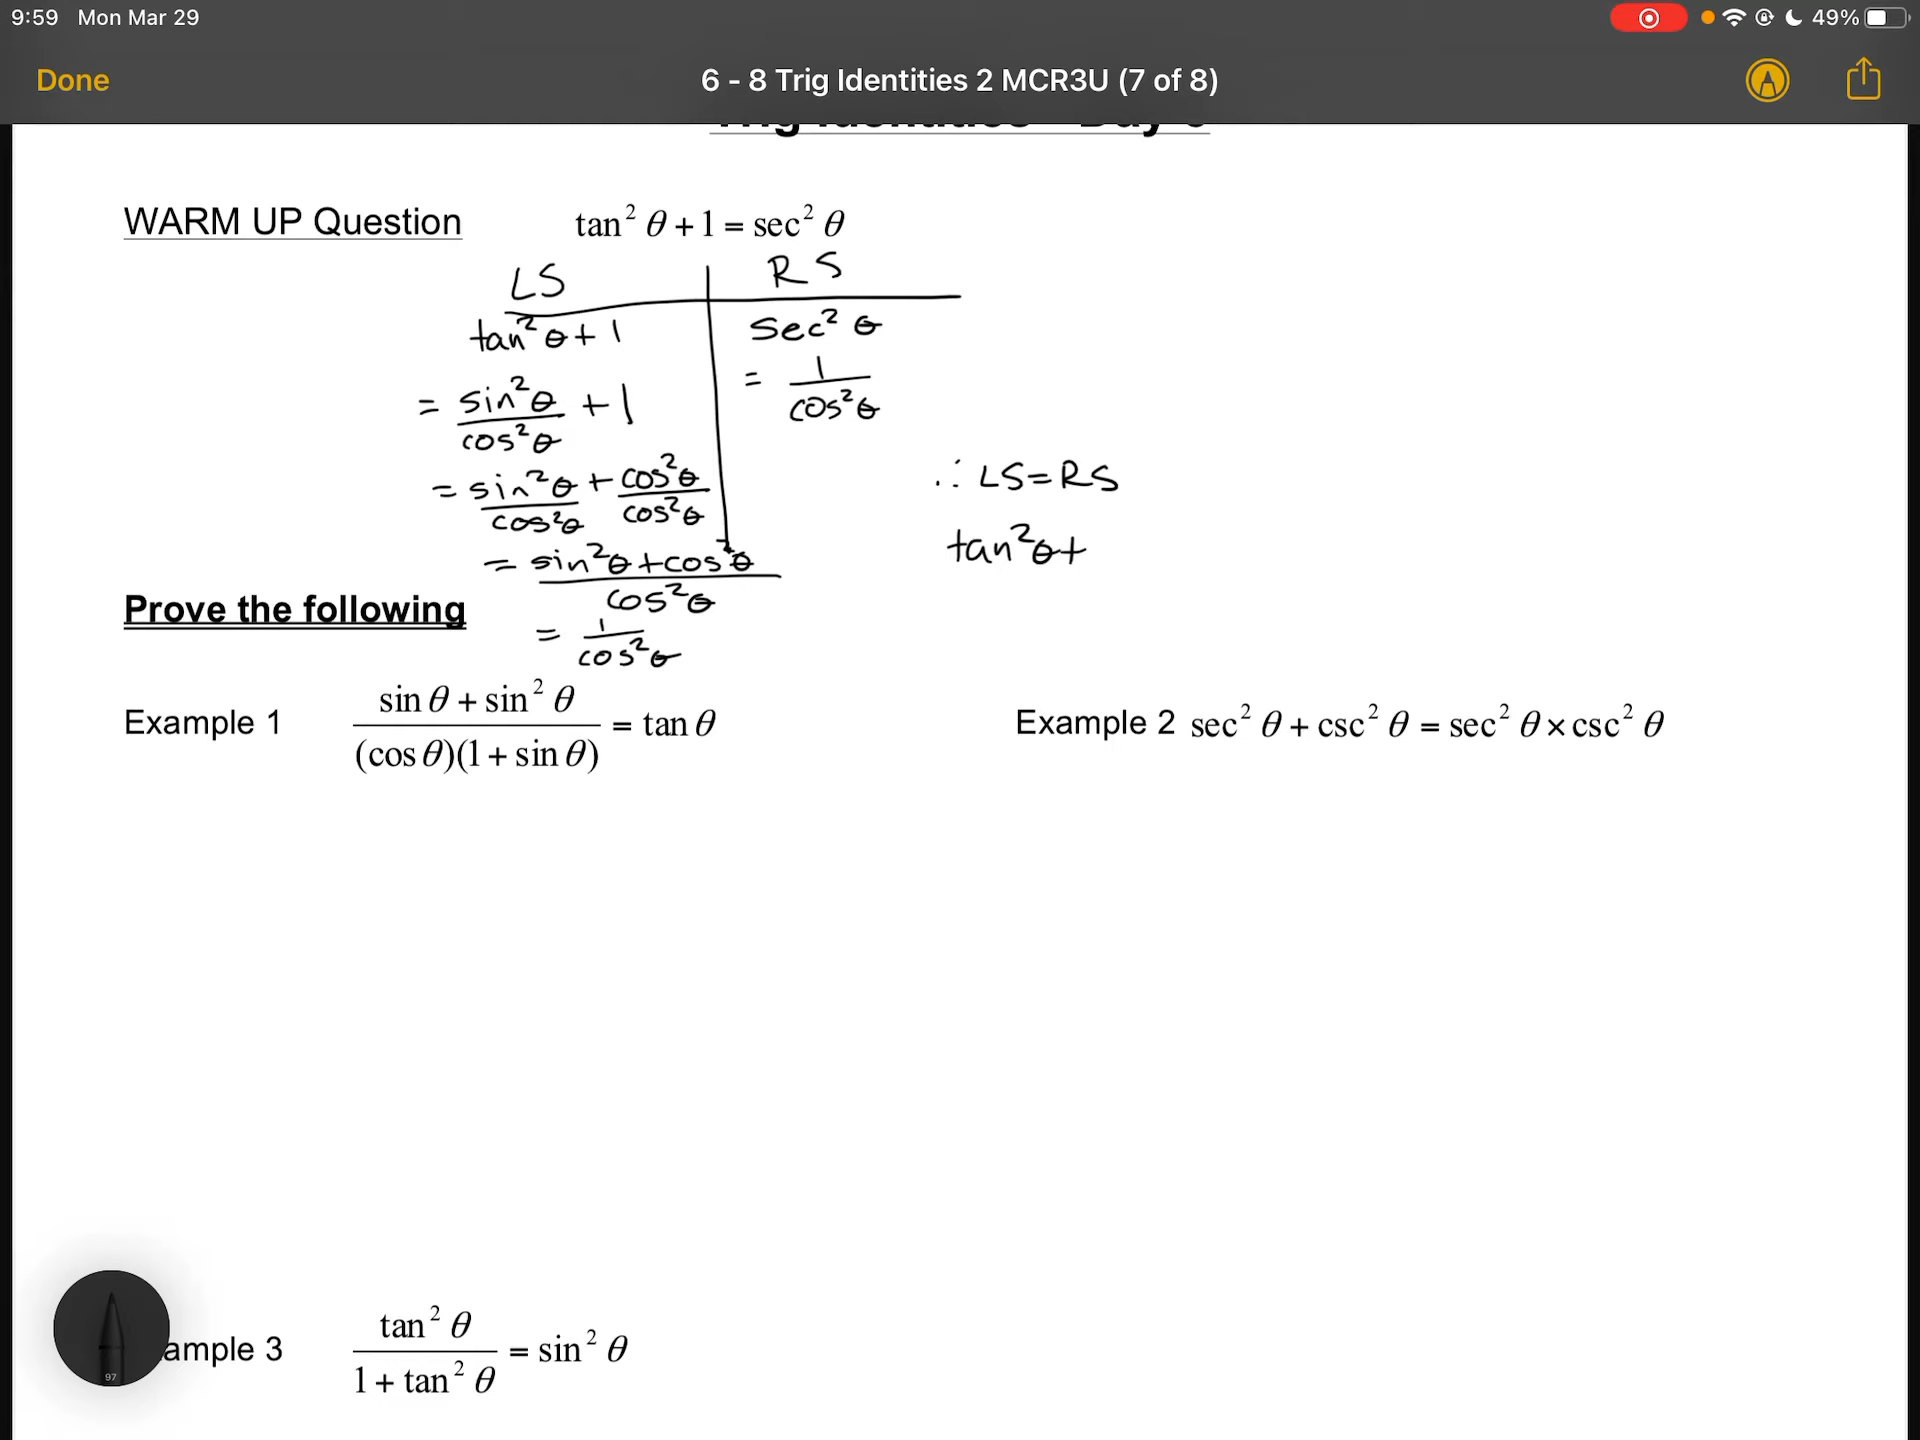 9:59 Mon Mar 29
49%
Done
6 - 8 Trig Identities 2 MCR3U (7 of 8)
WARM UP Question tan² θ + 1 = sec² θ
LS
RS
tan²θ + 1
sec² θ
= sin²θ/cos²θ + 1
= 1/cos²θ
= sin²θ/cos²θ + cos²θ/cos²θ
= (sin²θ + cos²θ)/cos²θ
= 1/cos²θ
∴ LS = RS
tan²θ +
Prove the following
Example 1 (sin θ + sin² θ)/((cos θ)(1 + sin θ)) = tan θ
Example 2 sec² θ + csc² θ = sec² θ × csc² θ
ample 3 tan² θ/(1 + tan² θ) = sin² θ
97